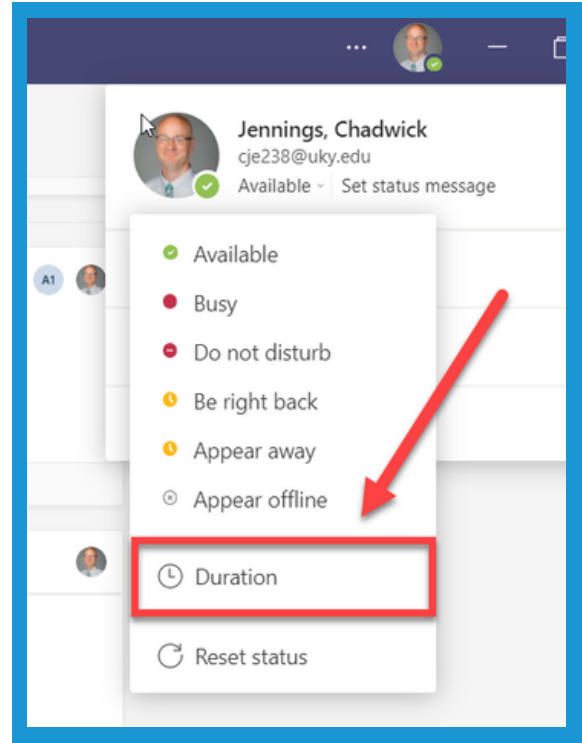 Jennings, Chadwick
cje238@uky.edu
Available Set status message
A1
Available
Busy
Do not disturb
Be right back
Appear away
Appear offline
Duration
Reset status